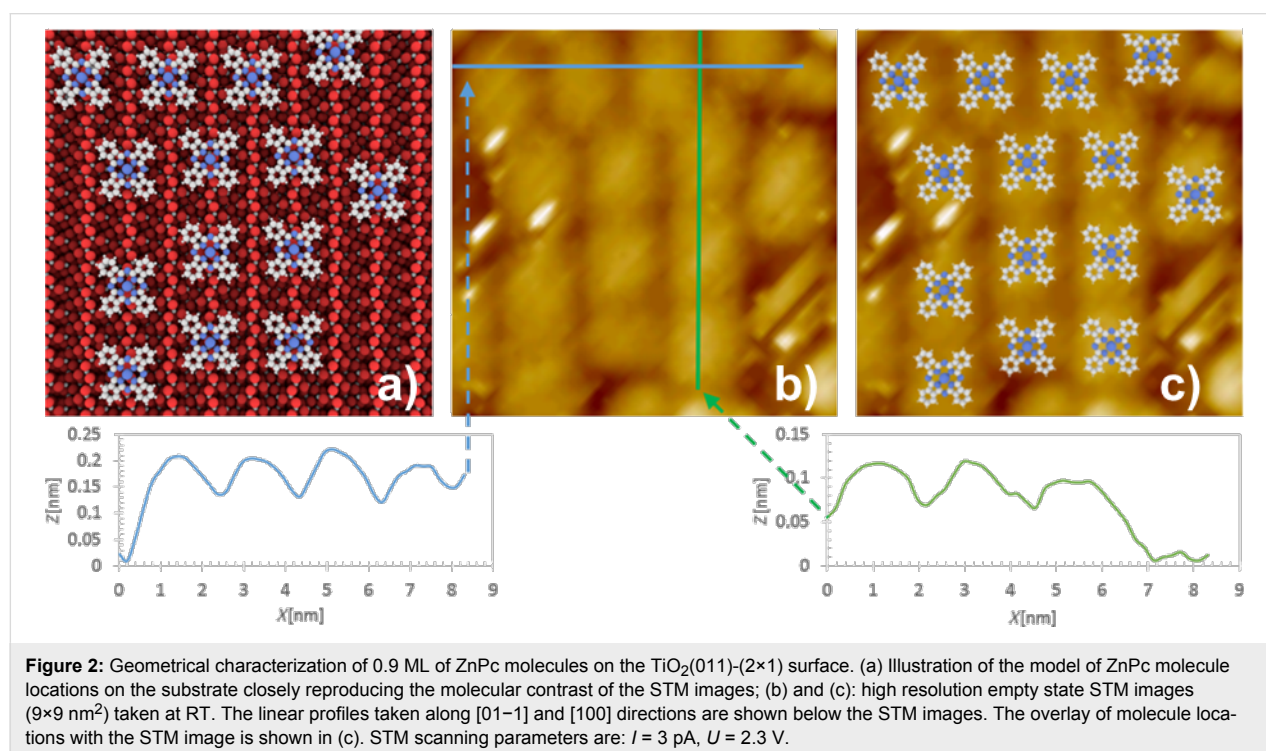 a)
b)
c)
0.25
0.2
0.15
0.1
0.05
0
Z[nm]
0 1 2 3 4 5 6 7 8 9
X[nm]
0.15
0.1
0.05
0
Z[nm]
0 1 2 3 4 5 6 7 8 9
X[nm]
Figure 2: Geometrical characterization of 0.9 ML of ZnPc molecules on the TiO2(011)-(2×1) surface. (a) Illustration of the model of ZnPc molecule
locations on the substrate closely reproducing the molecular contrast of the STM images; (b) and (c): high resolution empty state STM images
(9×9 nm²) taken at RT. The linear profiles taken along [01−1] and [100] directions are shown below the STM images. The overlay of molecule loca-
tions with the STM image is shown in (c). STM scanning parameters are: I = 3 pA, U = 2.3 V.